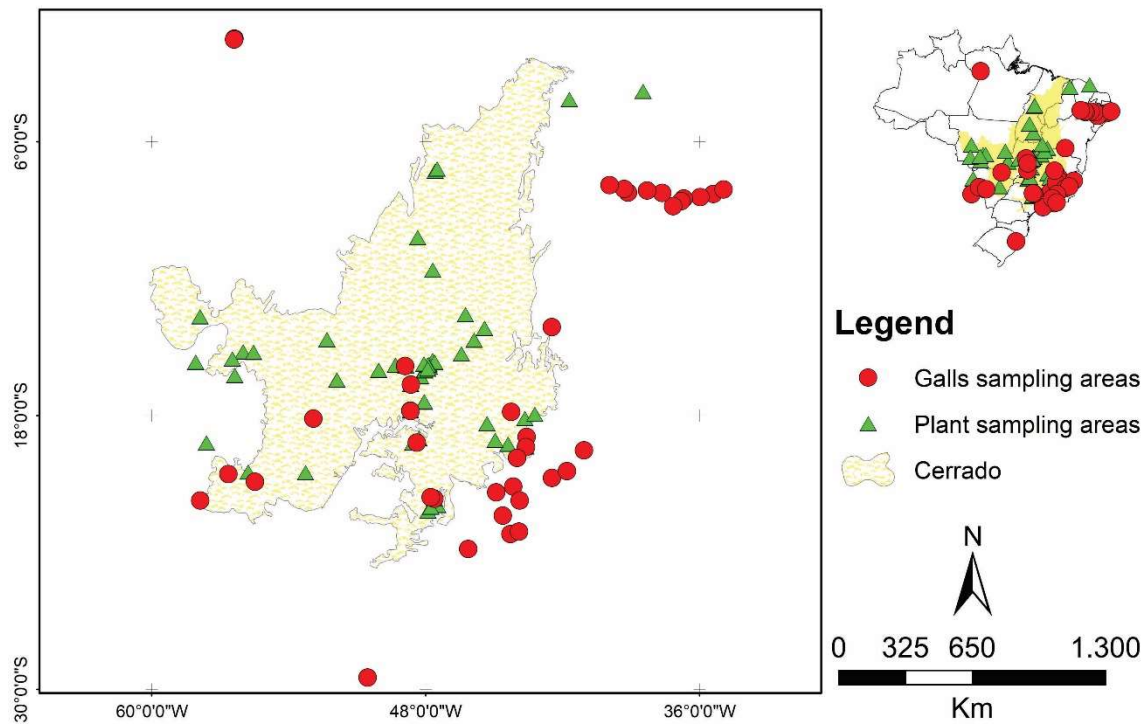 6°0'0"S
18°0'0"S
30°0'0"S
60°0'0"W
48°0'0"W
36°0'0"W
Legend
Galls sampling areas
Plant sampling areas
Cerrado
N
0 325 650 1.300
Km